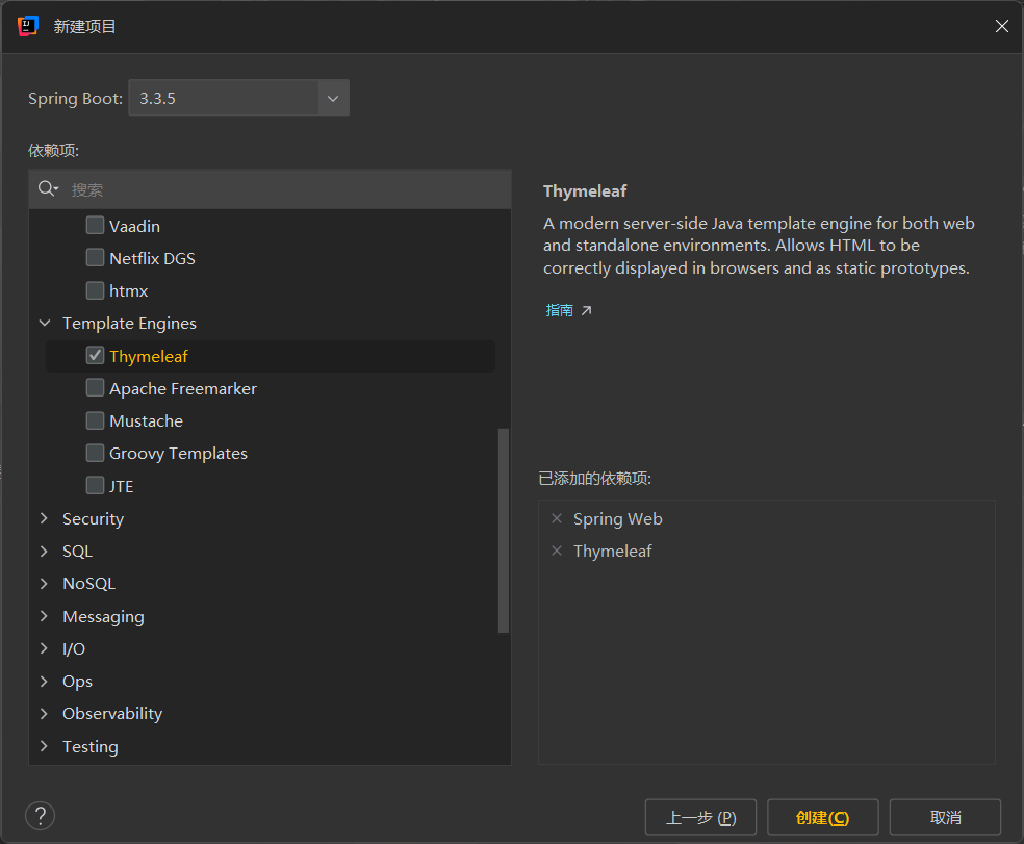 新建项目
Spring Boot: 3.3.5
依赖项:
搜索
Vaadin
Netflix DGS
htmx
Template Engines
Thymeleaf
Apache Freemarker
Mustache
Groovy Templates
JTE
Security
SQL
NoSQL
Messaging
I/O
Ops
Observability
Testing
Thymeleaf
A modern server-side Java template engine for both web
and standalone environments. Allows HTML to be
correctly displayed in browsers and as static prototypes.
指南
已添加的依赖项:
Spring Web
Thymeleaf
?
上一步 (P)
创建(C)
取消